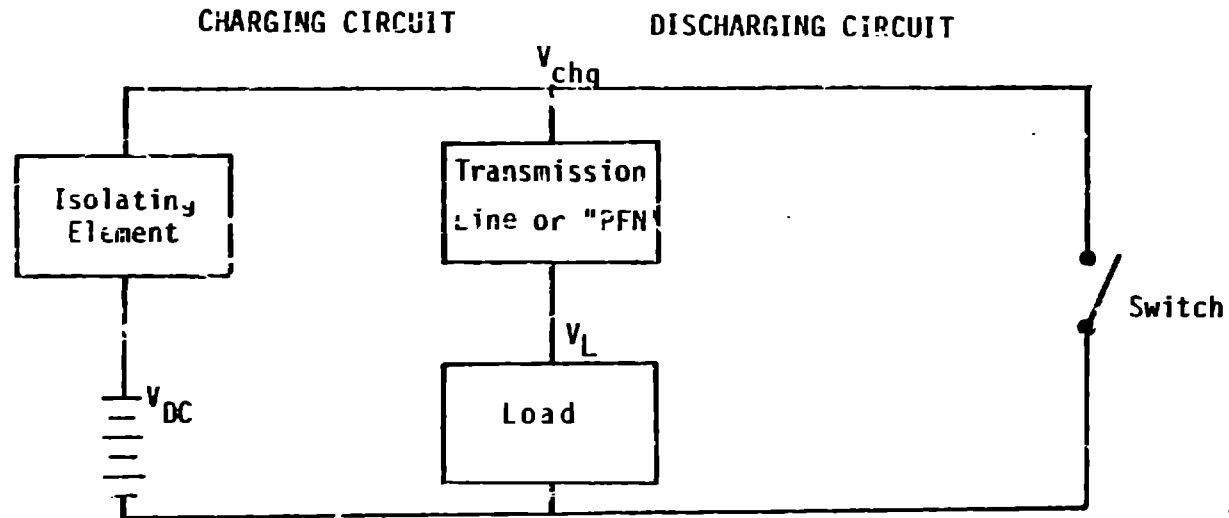 CHARGING CIRCUIT
DISCHARGING CIRCUIT
Vchg
Isolating
Element
Transmission
Line or "PFN"
VL
Switch
VDC
Load